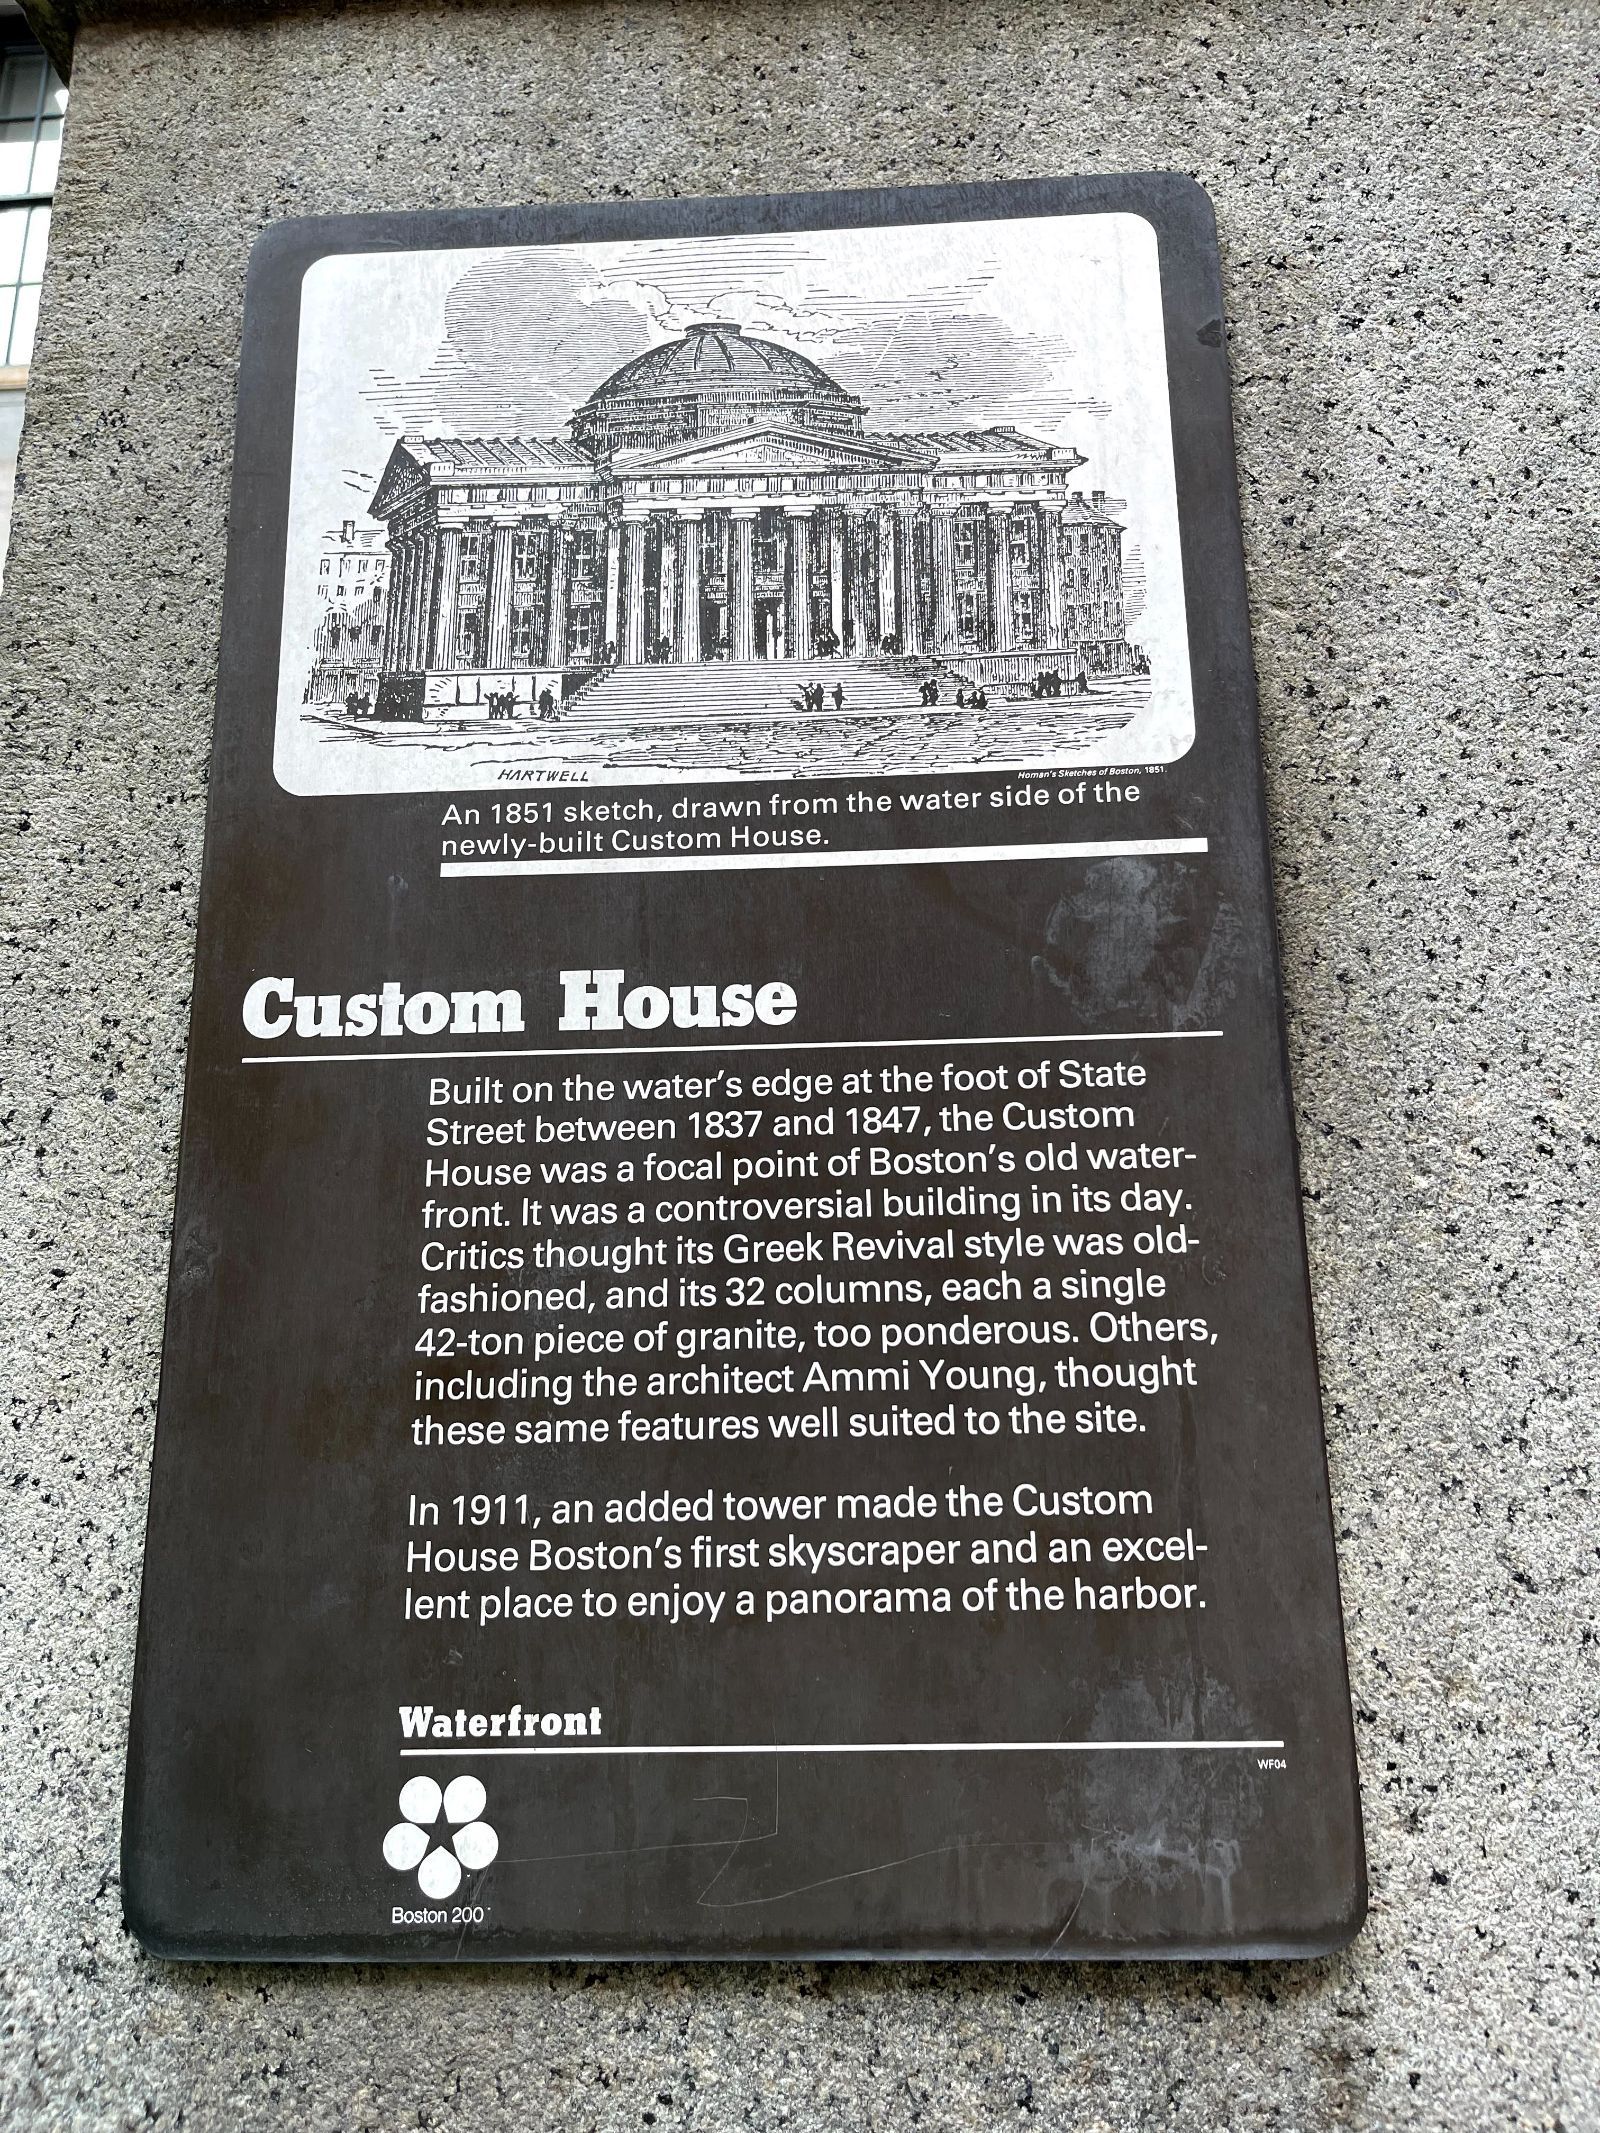 HARTWELL
Homan's Sketches of Boston, 1851.
An 1851 sketch, drawn from the water side of the
newly-built Custom House.
Custom House
Built on the water's edge at the foot of State
Street between 1837 and 1847, the Custom
House was a focal point of Boston's old water-
front. It was a controversial building in its day.
Critics thought its Greek Revival style was old-
fashioned, and its 32 columns, each a single
42-ton piece of granite, too ponderous. Others,
including the architect Ammi Young, thought
these same features well suited to the site.
In 1911, an added tower made the Custom
House Boston's first skyscraper and an excel-
lent place to enjoy a panorama of the harbor.
Waterfront
WF04
Boston 200